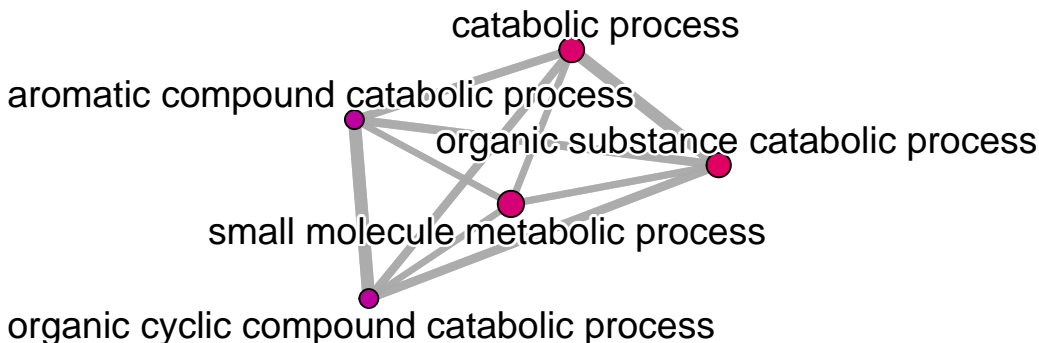 catabolic process
aromatic compound catabolic process
organic substance catabolic process
small molecule metabolic process
organic cyclic compound catabolic process